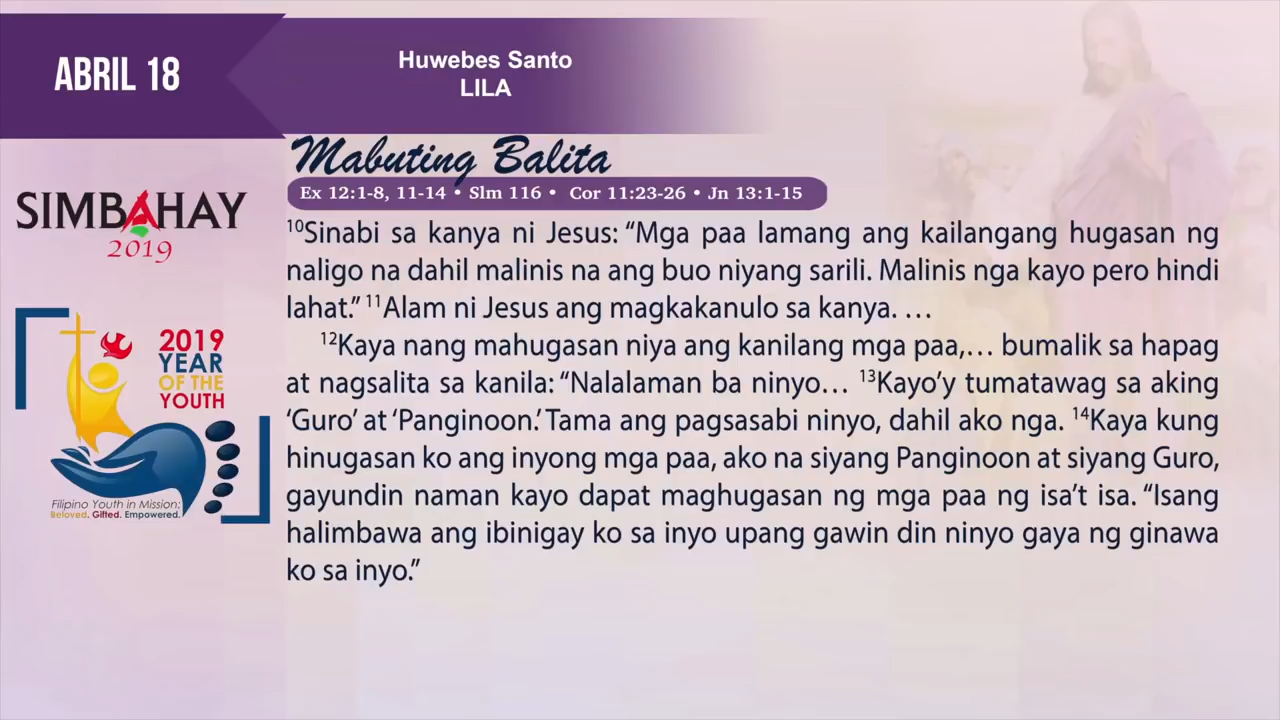 ABRIL 18
Huwebes Santo
LILA
Mabuting Balita
Ex 12:1-8, 11-14 • Slm 116 • Cor 11:23-26 • Jn 13:1-15
SIMBAHAY
2019
2019
YEAR
OF THE
YOUTH
Filipino Youth in Mission:
Beloved. Gifted. Empowered.
¹⁰Sinabi sa kanya ni Jesus: “Mga paa lamang ang kailangang hugasan ng
naligo na dahil malinis na ang buo niyang sarili. Malinis nga kayo pero hindi
lahat.” ¹¹Alam ni Jesus ang magkakanulo sa kanya. …
¹²Kaya nang mahugasan niya ang kanilang mga paa,… bumalik sa hapag
at nagsalita sa kanila: “Nalalaman ba ninyo… ¹³Kayo’y tumatawag sa aking
‘Guro’ at ‘Panginoon.’ Tama ang pagsasabi ninyo, dahil ako nga. ¹⁴Kaya kung
hinugasan ko ang inyong mga paa, ako na siyang Panginoon at siyang Guro,
gayundin naman kayo dapat maghugasan ng mga paa ng isa’t isa. “Isang
halimbawa ang ibinigay ko sa inyo upang gawin din ninyo gaya ng ginawa
ko sa inyo.”